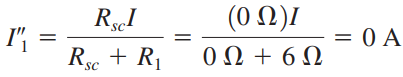 I″₁ = R_sc I / (R_sc + R₁) = (0 Ω)I / (0 Ω + 6 Ω) = 0 A